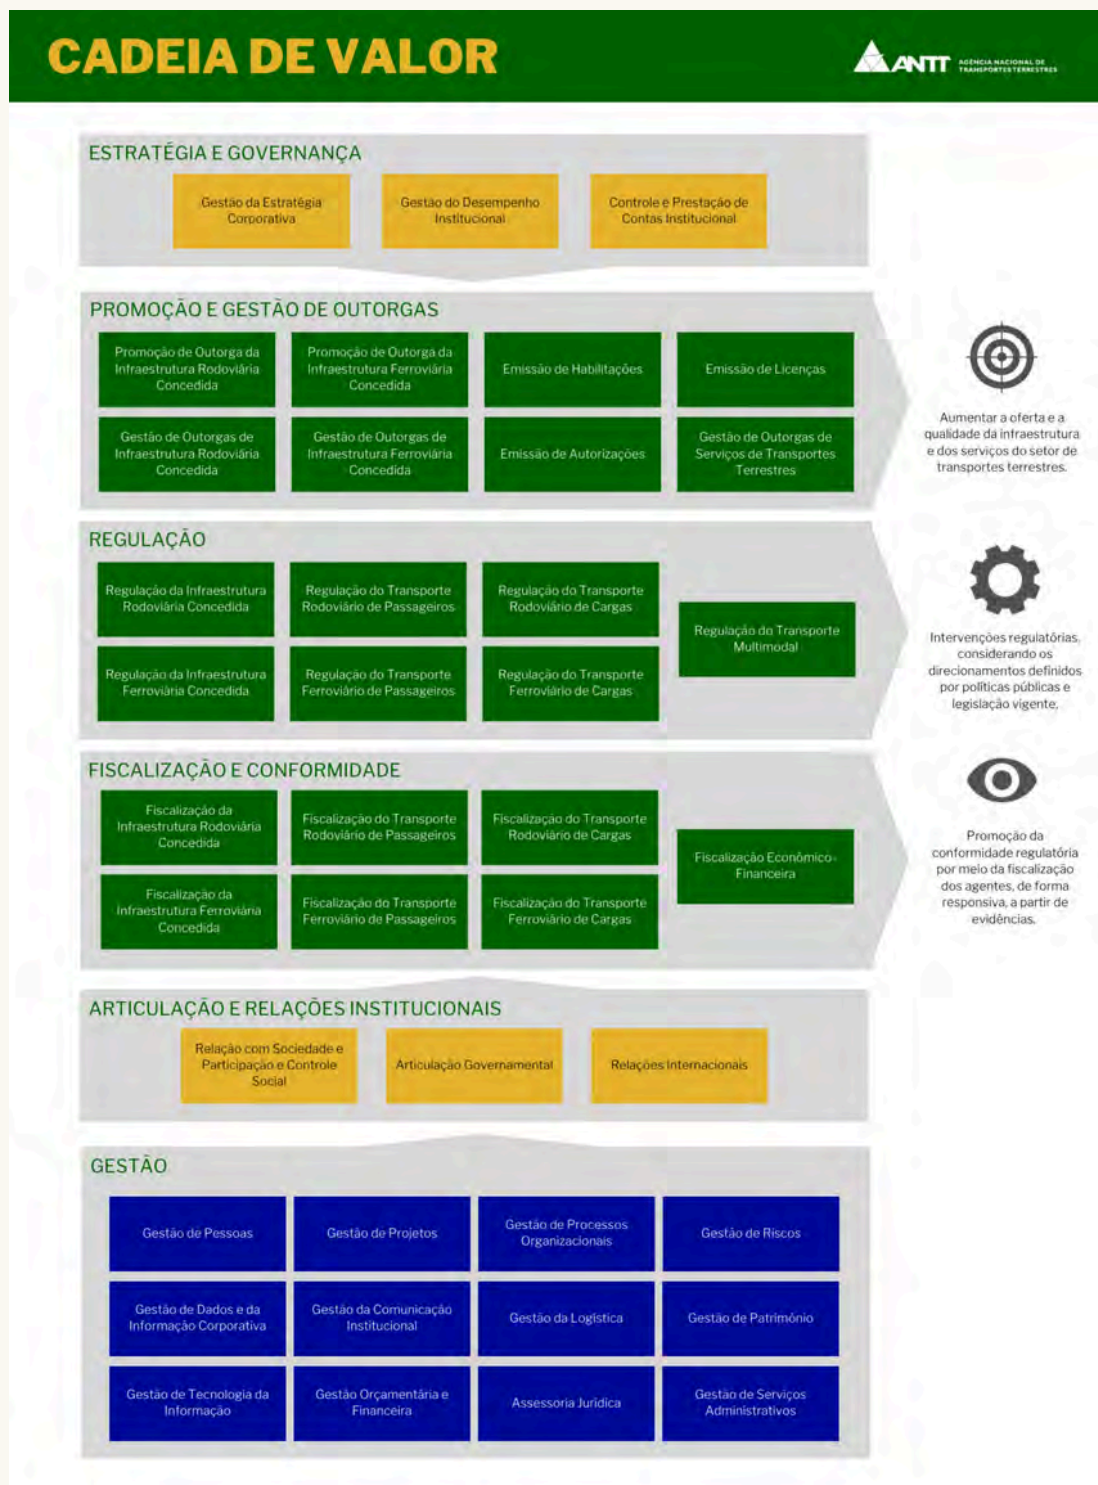 CADEIA DE VALOR
ANTT
AGÊNCIA NACIONAL DE
TRANSPORTES TERRESTRES
ESTRATÉGIA E GOVERNANÇA
Gestão da Estratégia
Corporativa
Gestão do Desempenho
Institucional
Controle e Prestação de
Contas Institucional
PROMOÇÃO E GESTÃO DE OUTORGAS
Promoção de Outorga da
Infraestrutura Rodoviária
Concedida
Promoção de Outorga da
Infraestrutura Ferroviária
Concedida
Emissão de Habilitações
Emissão de Licenças
Gestão de Outorgas de
Infraestrutura Rodoviária
Concedida
Gestão de Outorgas de
Infraestrutura Ferroviária
Concedida
Emissão de Autorizações
Gestão de Outorgas de
Serviços de Transportes
Terrestres
Aumentar a oferta e a
qualidade da infraestrutura
e dos serviços do setor de
transportes terrestres.
REGULAÇÃO
Regulação da Infraestrutura
Rodoviária Concedida
Regulação do Transporte
Rodoviário de Passageiros
Regulação do Transporte
Rodoviário de Cargas
Regulação do Transporte
Multimodal
Regulação da Infraestrutura
Ferroviária Concedida
Regulação do Transporte
Ferroviário de Passageiros
Regulação do Transporte
Ferroviário de Cargas
Intervenções regulatórias,
considerando os
direcionamentos definidos
por políticas públicas e
legislação vigente.
FISCALIZAÇÃO E CONFORMIDADE
Fiscalização da
Infraestrutura Rodoviária
Concedida
Fiscalização do Transporte
Rodoviário de Passageiros
Fiscalização do Transporte
Rodoviário de Cargas
Fiscalização Econômico-
Financeira
Fiscalização da
Infraestrutura Ferroviária
Concedida
Fiscalização do Transporte
Ferroviário de Passageiros
Fiscalização do Transporte
Ferroviário de Cargas
Promoção da
conformidade regulatória
por meio da fiscalização
dos agentes, de forma
responsiva, a partir de
evidências.
ARTICULAÇÃO E RELAÇÕES INSTITUCIONAIS
Relação com Sociedade e
Participação e Controle
Social
Articulação Governamental
Relações Internacionais
GESTÃO
Gestão de Pessoas
Gestão de Projetos
Gestão de Processos
Organizacionais
Gestão de Riscos
Gestão de Dados e da
Informação Corporativa
Gestão da Comunicação
Institucional
Gestão da Logística
Gestão de Patrimônio
Gestão de Tecnologia da
Informação
Gestão Orçamentária e
Financeira
Assessoria Jurídica
Gestão de Serviços
Administrativos